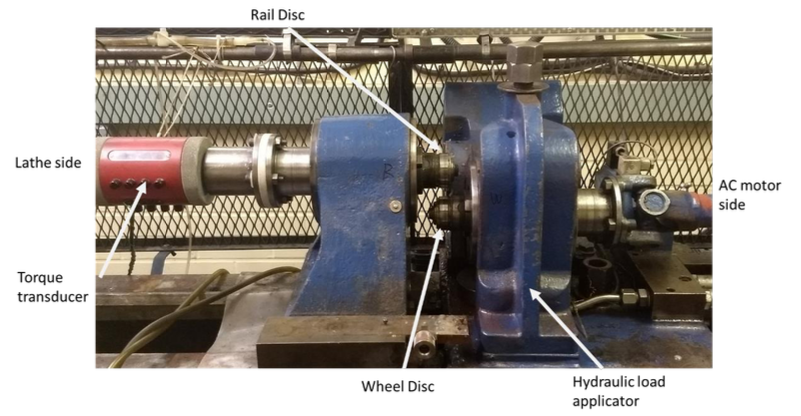 Rail Disc
Lathe side
AC motor
side
Torque
transducer
Wheel Disc
Hydraulic load
applicator